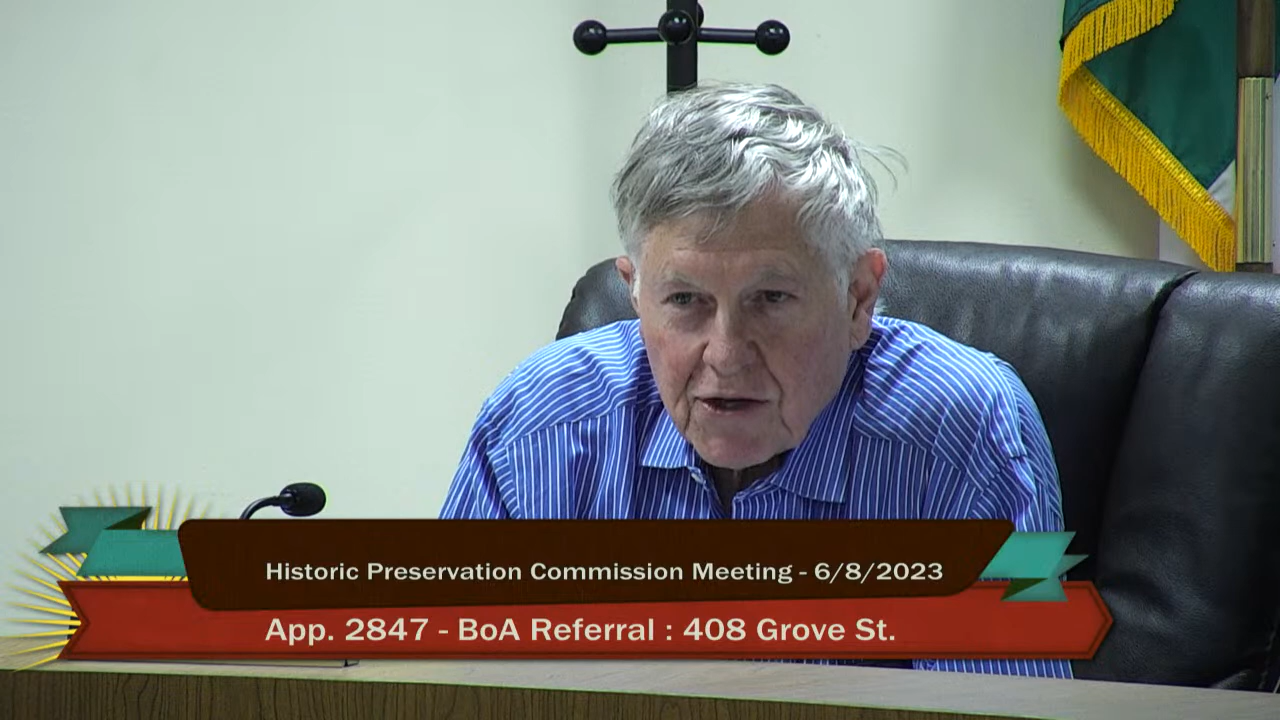 Historic Preservation Commission Meeting - 6/8/2023
App. 2847 - BoA Referral : 408 Grove St.